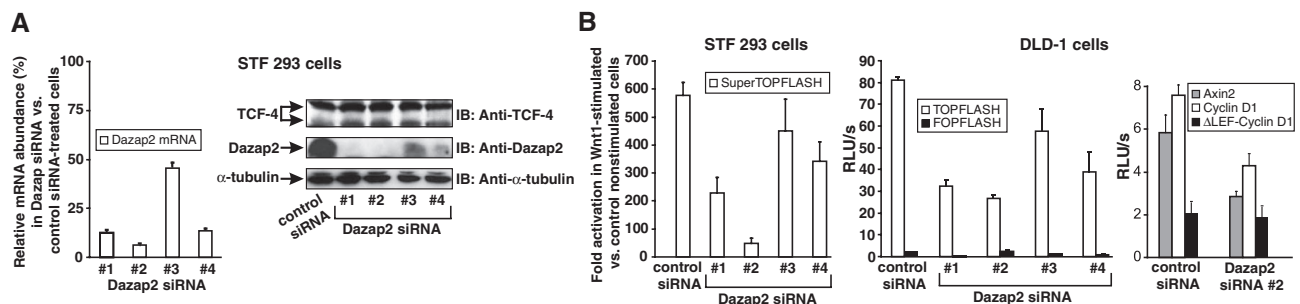 A
Relative mRNA abundance (%)
in Dazap siRNA vs.
control siRNA-treated cells
100
75
50
25
0
STF 293 cells
Dazap2 mRNA
#1 #2 #3 #4
Dazap2 siRNA
TCF-4
IB: Anti-TCF-4
Dazap2
IB: Anti-Dazap2
α-tubulin
IB: Anti-α-tubulin
control
siRNA
#1 #2 #3 #4
Dazap2 siRNA
B
STF 293 cells
Fold activation in Wnt1-stimulated
vs. control nonstimulated cells
700
600
500
400
300
200
100
0
SuperTOPFLASH
control
siRNA
#1 #2 #3 #4
Dazap2 siRNA
DLD-1 cells
RLU/s
90
80
70
60
50
40
30
20
10
0
TOPFLASH
FOPFLASH
control
siRNA
#1 #2 #3 #4
Dazap2 siRNA
RLU/s
8
6
4
2
0
Axin2
Cyclin D1
ΔLEF-Cyclin D1
control
siRNA
Dazap2
siRNA #2